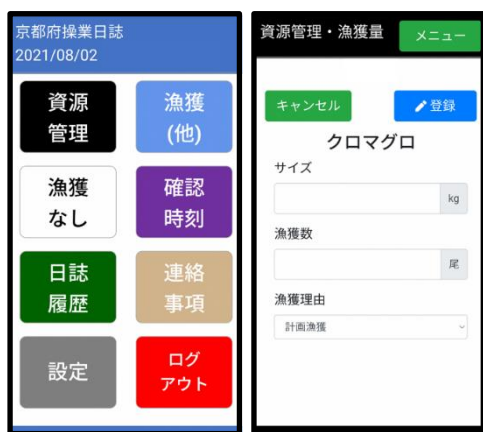 京都府操業日誌
2021/08/02
資源
管理
漁獲
(他)
漁獲
なし
確認
時刻
日誌
履歴
連絡
事項
設定
ログ
アウト
資源管理・漁獲量
メニュー
キャンセル
登録
クロマグロ
サイズ
kg
漁獲数
尾
漁獲理由
計画漁獲